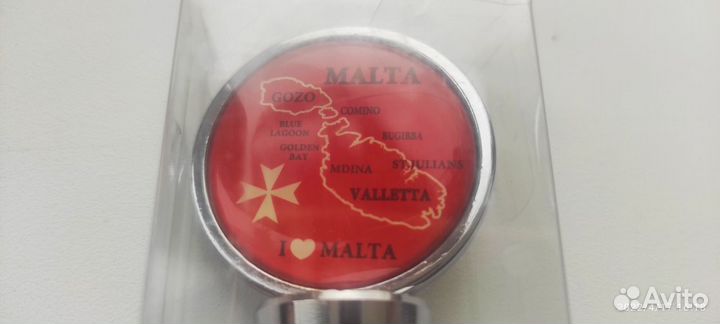 MALTA
GOZO
COMINO
BLUE
LAGOON
BUGIBBA
GOLDEN
BAY
MDINA
ST.JULIANS
VALLETTA
I MALTA
Avito